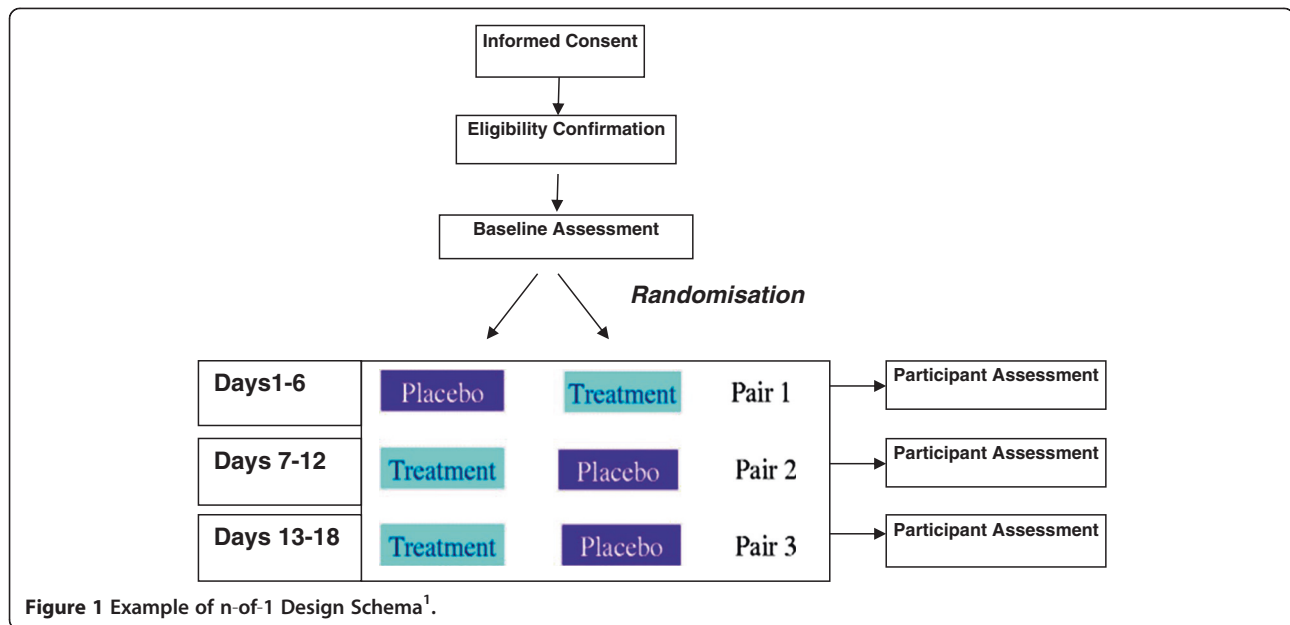 Informed Consent
Eligibility Confirmation
Baseline Assessment
Randomisation
Days1-6
Placebo
Treatment
Pair 1
Participant Assessment
Days 7-12
Treatment
Placebo
Pair 2
Participant Assessment
Days 13-18
Treatment
Placebo
Pair 3
Participant Assessment
Figure 1 Example of n-of-1 Design Schema¹.